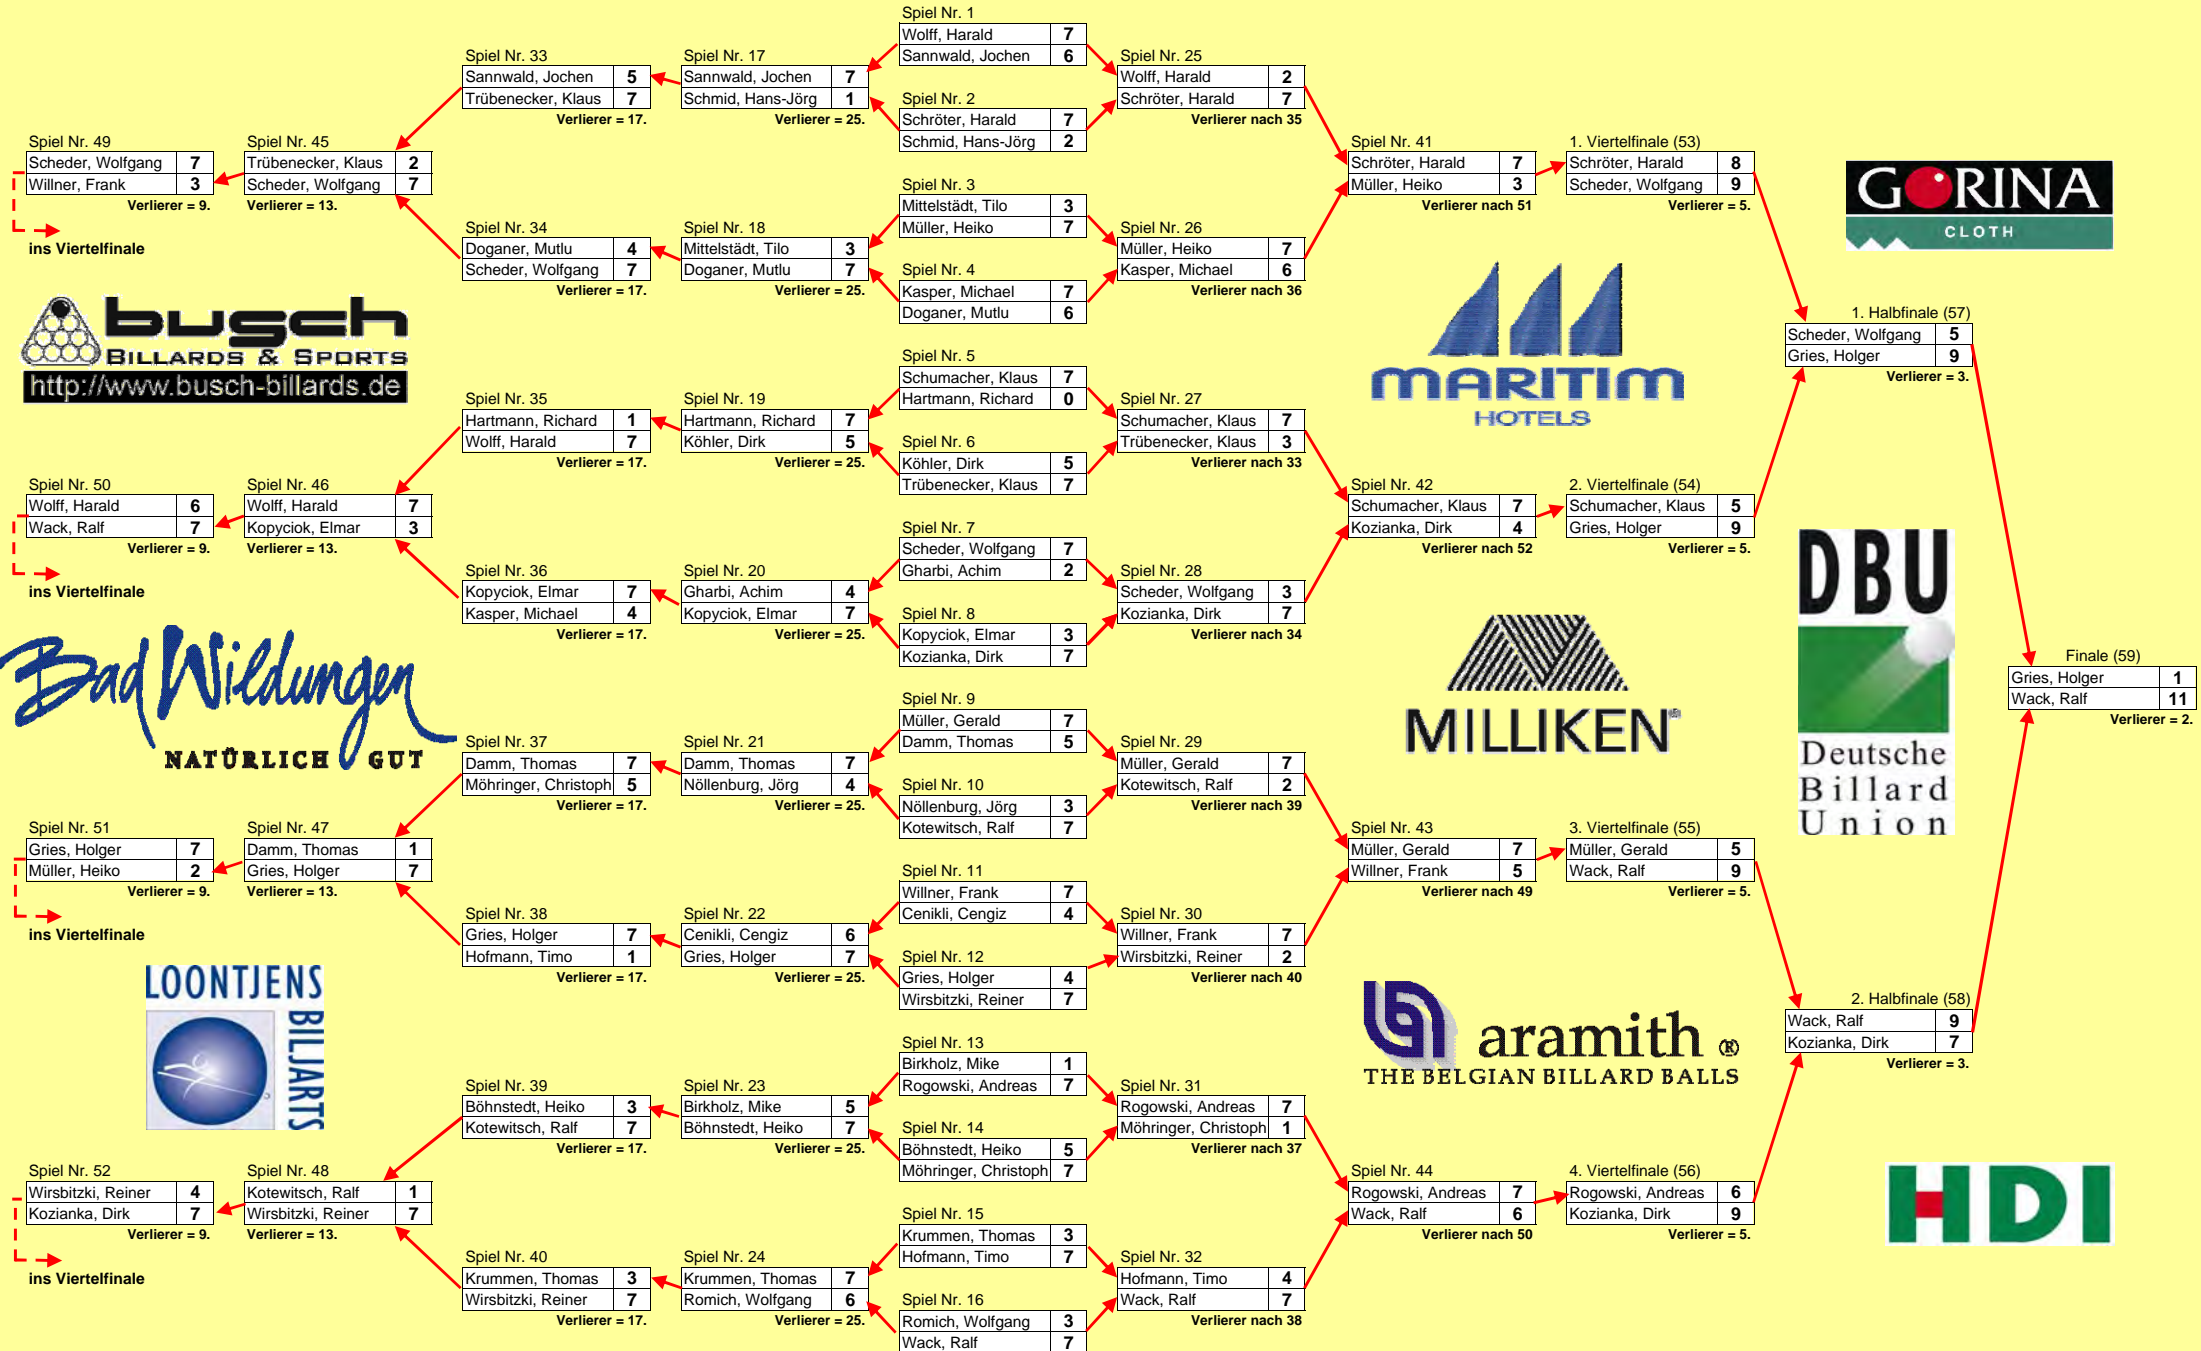 Spiel Nr. 1
Wolff, Harald 7
Sannwald, Jochen 6
Spiel Nr. 2
Schröter, Harald 7
Schmid, Hans-Jörg 2
Spiel Nr. 3
Mittelstädt, Tilo 3
Müller, Heiko 7
Spiel Nr. 4
Kasper, Michael 7
Doganer, Mutlu 6
Spiel Nr. 5
Schumacher, Klaus 7
Hartmann, Richard 0
Spiel Nr. 6
Köhler, Dirk 5
Trübenecker, Klaus 7
Spiel Nr. 7
Scheder, Wolfgang 7
Gharbi, Achim 2
Spiel Nr. 8
Kopyciok, Elmar 3
Kozianka, Dirk 7
Spiel Nr. 9
Müller, Gerald 7
Damm, Thomas 5
Spiel Nr. 10
Nöllenburg, Jörg 3
Kotewitsch, Ralf 7
Spiel Nr. 11
Willner, Frank 7
Cenikli, Cengiz 4
Spiel Nr. 12
Gries, Holger 4
Wirsbitzki, Reiner 7
Spiel Nr. 13
Birkholz, Mike 1
Rogowski, Andreas 7
Spiel Nr. 14
Böhnstedt, Heiko 5
Möhringer, Christoph 7
Spiel Nr. 15
Krummen, Thomas 3
Hofmann, Timo 7
Spiel Nr. 16
Romich, Wolfgang 3
Wack, Ralf 7
Spiel Nr. 17
Sannwald, Jochen 7
Schmid, Hans-Jörg 1
Verlierer = 25.
Spiel Nr. 18
Mittelstädt, Tilo 3
Doganer, Mutlu 7
Verlierer = 25.
Spiel Nr. 19
Hartmann, Richard 7
Köhler, Dirk 5
Verlierer = 25.
Spiel Nr. 20
Gharbi, Achim 4
Kopyciok, Elmar 7
Verlierer = 25.
Spiel Nr. 21
Damm, Thomas 7
Nöllenburg, Jörg 4
Verlierer = 25.
Spiel Nr. 22
Cenikli, Cengiz 6
Gries, Holger 7
Verlierer = 25.
Spiel Nr. 23
Birkholz, Mike 5
Böhnstedt, Heiko 7
Verlierer = 25.
Spiel Nr. 24
Krummen, Thomas 7
Romich, Wolfgang 6
Verlierer = 25.
Spiel Nr. 33
Sannwald, Jochen 5
Trübenecker, Klaus 7
Verlierer = 17.
Spiel Nr. 34
Doganer, Mutlu 4
Scheder, Wolfgang 7
Verlierer = 17.
Spiel Nr. 35
Hartmann, Richard 1
Wolff, Harald 7
Verlierer = 17.
Spiel Nr. 36
Kopyciok, Elmar 7
Kasper, Michael 4
Verlierer = 17.
Spiel Nr. 37
Damm, Thomas 7
Möhringer, Christoph 5
Verlierer = 17.
Spiel Nr. 38
Gries, Holger 7
Hofmann, Timo 1
Verlierer = 17.
Spiel Nr. 39
Böhnstedt, Heiko 3
Kotewitsch, Ralf 7
Verlierer = 17.
Spiel Nr. 40
Krummen, Thomas 3
Wirsbitzki, Reiner 7
Verlierer = 17.
Spiel Nr. 45
Trübenecker, Klaus 2
Scheder, Wolfgang 7
Verlierer = 13.
Spiel Nr. 46
Wolff, Harald 7
Kopyciok, Elmar 3
Verlierer = 13.
Spiel Nr. 47
Damm, Thomas 1
Gries, Holger 7
Verlierer = 13.
Spiel Nr. 48
Kotewitsch, Ralf 1
Wirsbitzki, Reiner 7
Verlierer = 13.
Spiel Nr. 49
Scheder, Wolfgang 7
Willner, Frank 3
Verlierer = 9.
ins Viertelfinale
Spiel Nr. 50
Wolff, Harald 6
Wack, Ralf 7
Verlierer = 9.
ins Viertelfinale
Spiel Nr. 51
Gries, Holger 7
Müller, Heiko 2
Verlierer = 9.
ins Viertelfinale
Spiel Nr. 52
Wirsbitzki, Reiner 4
Kozianka, Dirk 7
Verlierer = 9.
ins Viertelfinale
Spiel Nr. 25
Wolff, Harald 2
Schröter, Harald 7
Verlierer nach 35
Spiel Nr. 26
Müller, Heiko 7
Kasper, Michael 6
Verlierer nach 36
Spiel Nr. 27
Schumacher, Klaus 7
Trübenecker, Klaus 3
Verlierer nach 33
Spiel Nr. 28
Scheder, Wolfgang 3
Kozianka, Dirk 7
Verlierer nach 34
Spiel Nr. 29
Müller, Gerald 7
Kotewitsch, Ralf 2
Verlierer nach 39
Spiel Nr. 30
Willner, Frank 7
Wirsbitzki, Reiner 2
Verlierer nach 40
Spiel Nr. 31
Rogowski, Andreas 7
Möhringer, Christoph 1
Verlierer nach 37
Spiel Nr. 32
Hofmann, Timo 4
Wack, Ralf 7
Verlierer nach 38
Spiel Nr. 41
Schröter, Harald 7
Müller, Heiko 3
Verlierer nach 51
Spiel Nr. 42
Schumacher, Klaus 7
Kozianka, Dirk 4
Verlierer nach 52
Spiel Nr. 43
Müller, Gerald 7
Willner, Frank 5
Verlierer nach 49
Spiel Nr. 44
Rogowski, Andreas 7
Wack, Ralf 6
Verlierer nach 50
1. Viertelfinale (53)
Schröter, Harald 8
Scheder, Wolfgang 9
Verlierer = 5.
2. Viertelfinale (54)
Schumacher, Klaus 5
Gries, Holger 9
Verlierer = 5.
3. Viertelfinale (55)
Müller, Gerald 5
Wack, Ralf 9
Verlierer = 5.
4. Viertelfinale (56)
Rogowski, Andreas 6
Kozianka, Dirk 9
Verlierer = 5.
1. Halbfinale (57)
Scheder, Wolfgang 5
Gries, Holger 9
Verlierer = 3.
2. Halbfinale (58)
Wack, Ralf 9
Kozianka, Dirk 7
Verlierer = 3.
Finale (59)
Gries, Holger 1
Wack, Ralf 11
Verlierer = 2.
busch
BILLARDS & SPORTS
http://www.busch-billards.de
Bad Wildungen
NATÜRLICH GUT
LOONTJENS
BILJARTS
GORINA
CLOTH
MARITIM
HOTELS
MILLIKEN®
DBU
Deutsche
Billard
Union
aramith ®
THE BELGIAN BILLARD BALLS
HDI